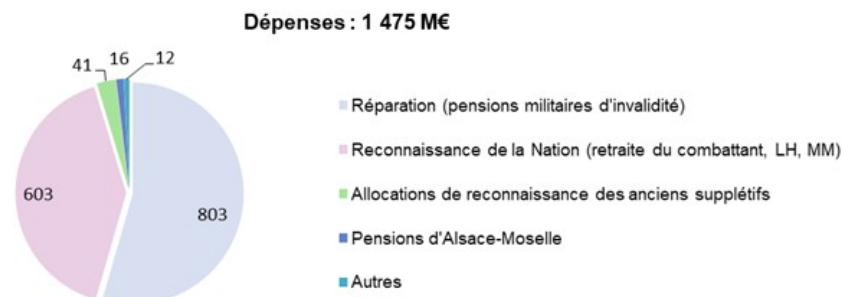 Dépenses : 1 475 M€
41 16 12
603
803
Réparation (pensions militaires d'invalidité)
Reconnaissance de la Nation (retraite du combattant, LH, MM)
Allocations de reconnaissance des anciens supplétifs
Pensions d'Alsace-Moselle
Autres